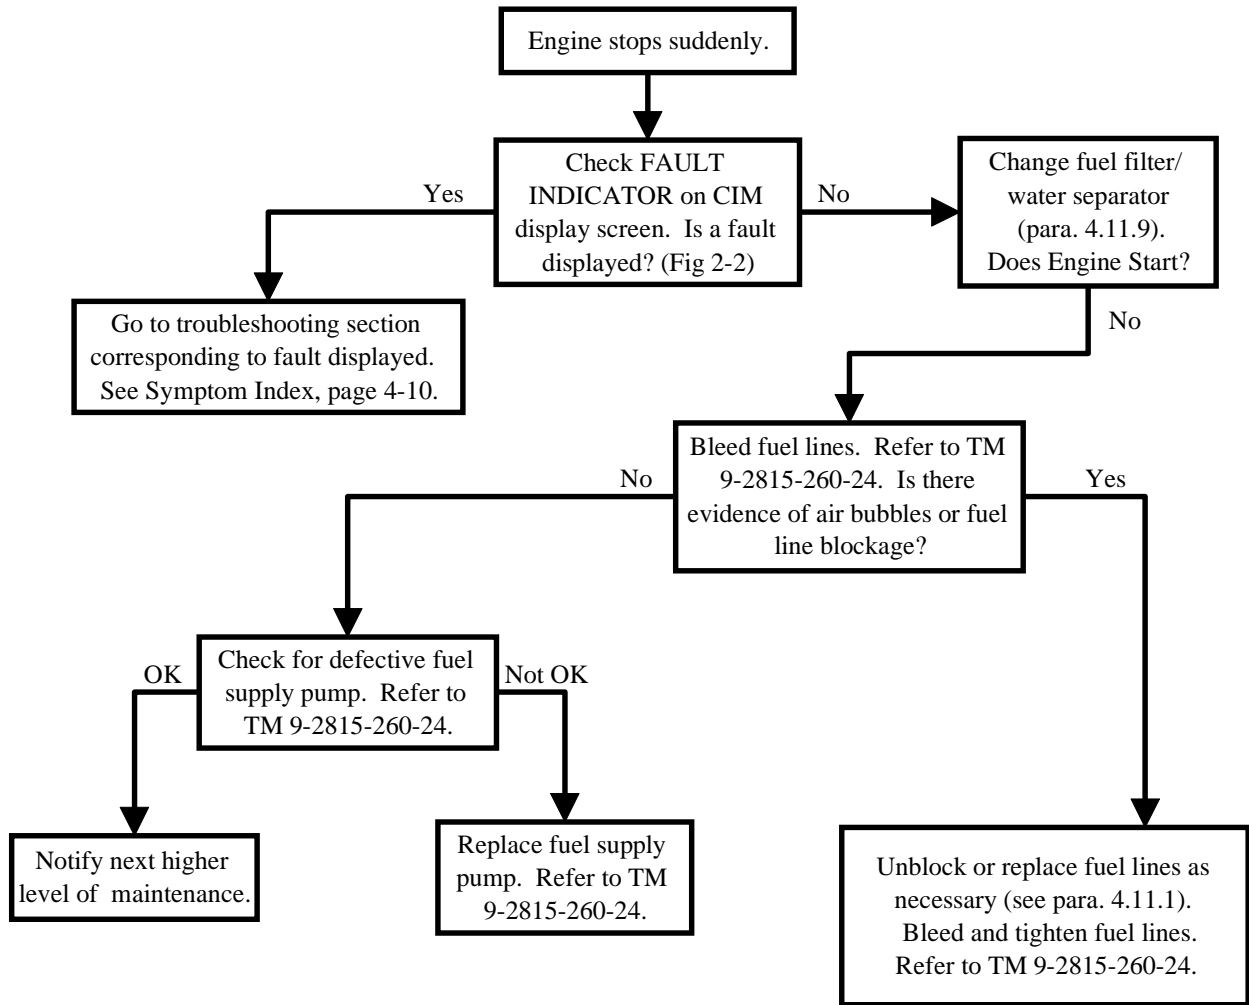 Engine stops suddenly.
Check FAULT
INDICATOR on CIM
display screen. Is a fault
displayed? (Fig 2-2)
Yes
No
Change fuel filter/
water separator
(para. 4.11.9).
Does Engine Start?
Go to troubleshooting section
corresponding to fault displayed.
See Symptom Index, page 4-10.
No
Bleed fuel lines. Refer to TM
9-2815-260-24. Is there
evidence of air bubbles or fuel
line blockage?
No
Yes
Check for defective fuel
supply pump. Refer to
TM 9-2815-260-24.
OK
Not OK
Notify next higher
level of maintenance.
Replace fuel supply
pump. Refer to TM
9-2815-260-24.
Unblock or replace fuel lines as
necessary (see para. 4.11.1).
Bleed and tighten fuel lines.
Refer to TM 9-2815-260-24.